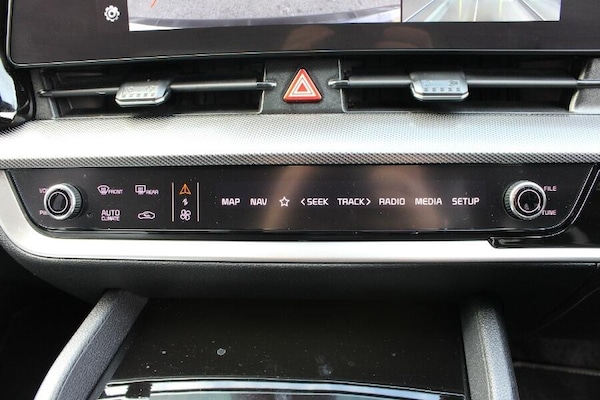 FRONT REAR
AUTO
CLIMATE
MAP NAV <SEEK TRACK> RADIO MEDIA SETUP
FILE
TUNE